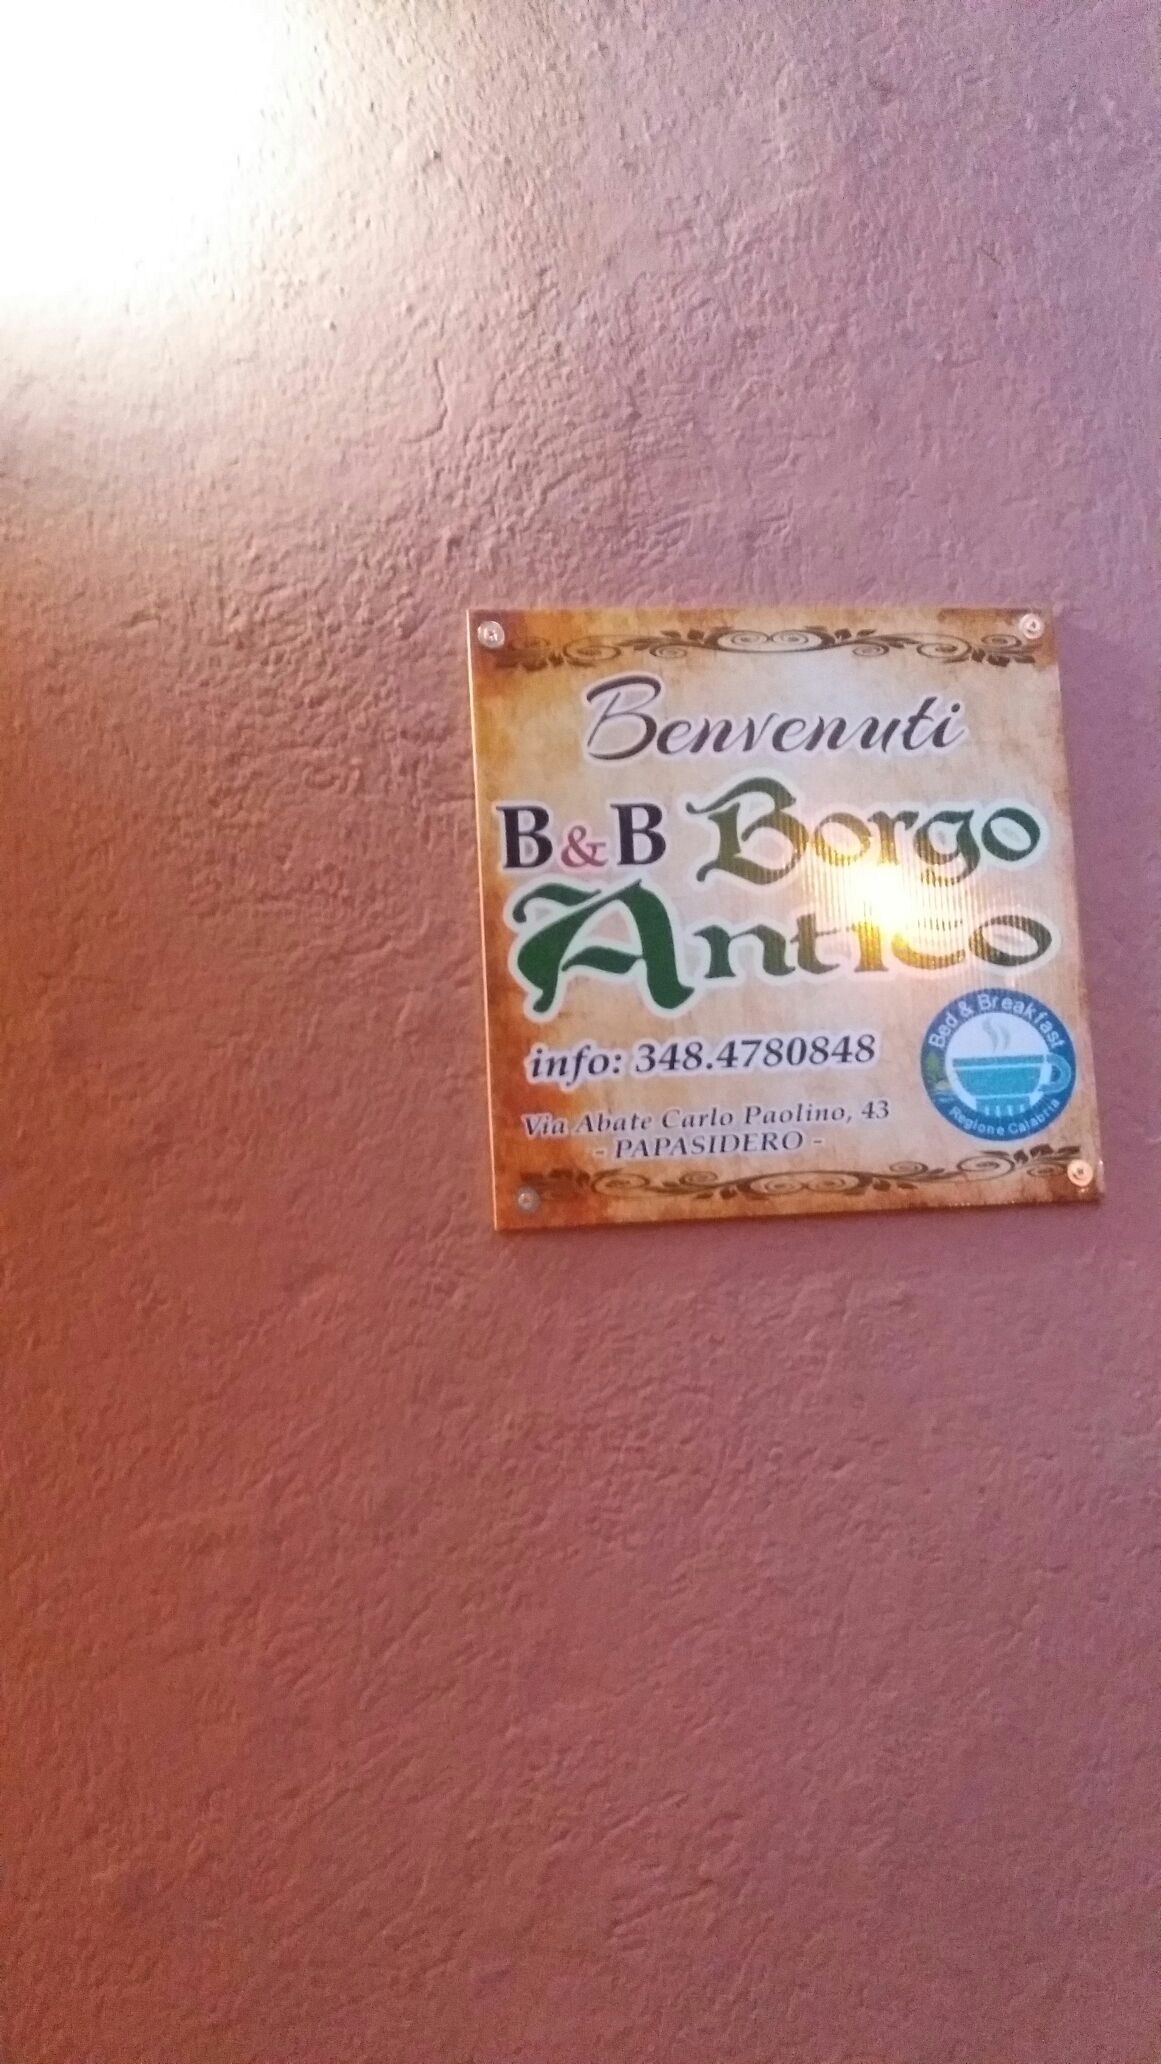 Benvenuti
B&B Borgo
Antico
info: 348.4780848
Via Abate Carlo Paolino, 43
- PAPASIDERO -
Bed & Breakfast
Regione Calabria